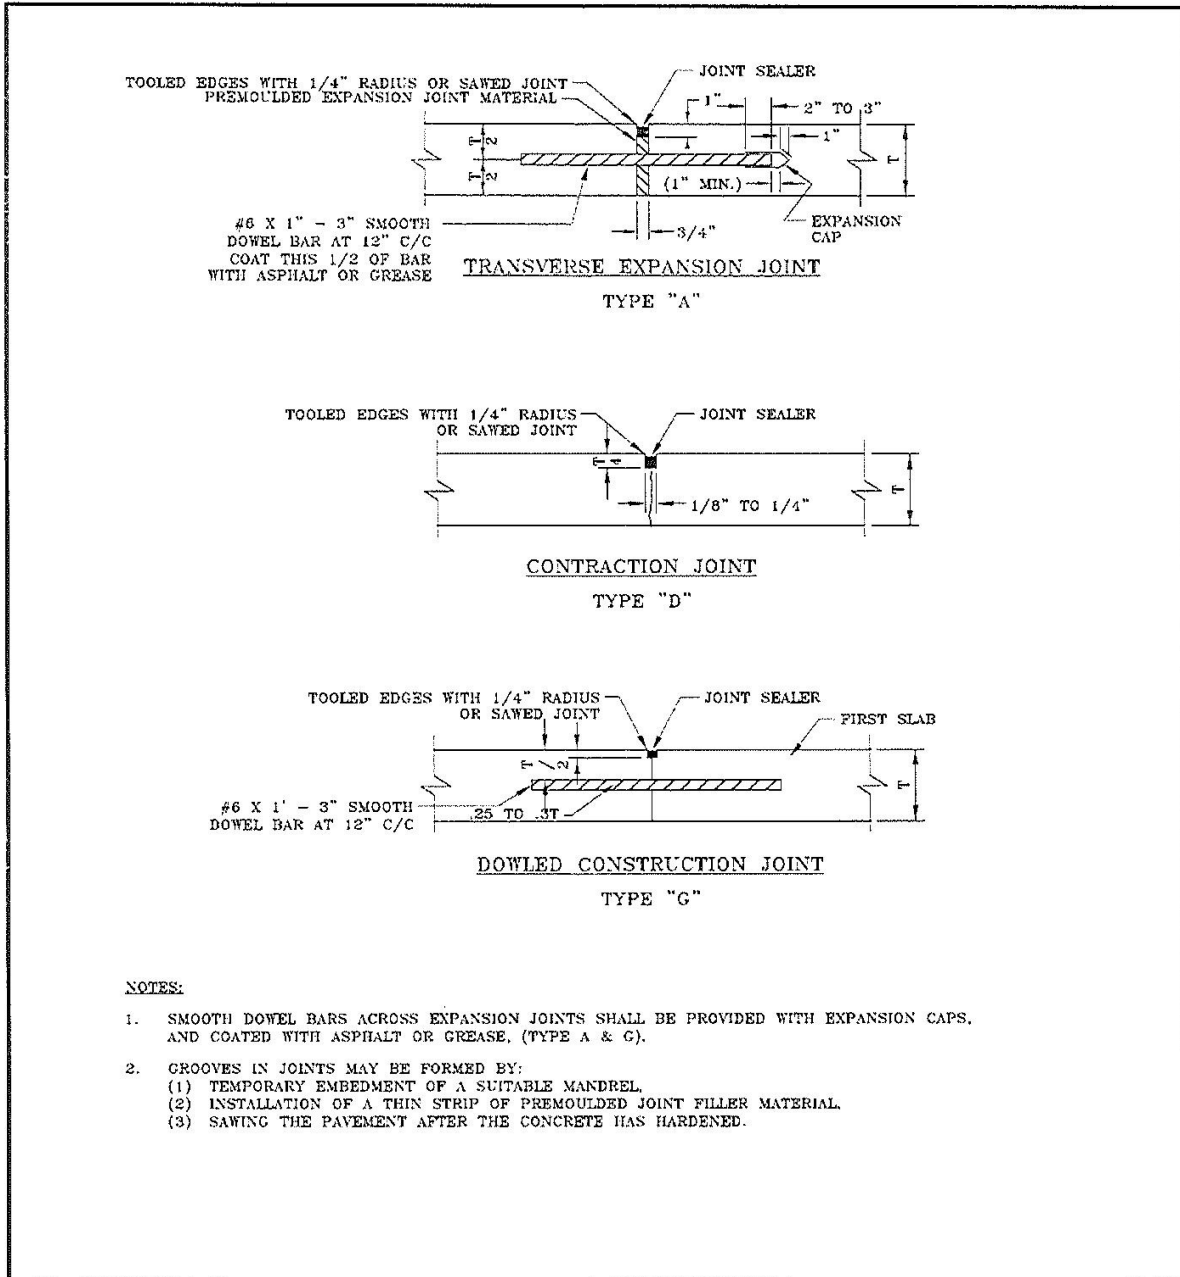 TOOLED EDGES WITH 1/4" RADIUS OR SAWED JOINT
PREMOULDED EXPANSION JOINT MATERIAL
JOINT SEALER
1"
2" TO 3"
1"
T
2
T
2
T
(1" MIN.)
#6 X 1" - 3" SMOOTH
DOWEL BAR AT 12" C/C
COAT THIS 1/2 OF BAR
WITH ASPHALT OR GREASE
3/4"
EXPANSION
CAP
TRANSVERSE EXPANSION JOINT
TYPE "A"
TOOLED EDGES WITH 1/4" RADIUS
OR SAWED JOINT
JOINT SEALER
T
4
T
1/8" TO 1/4"
CONTRACTION JOINT
TYPE "D"
TOOLED EDGES WITH 1/4" RADIUS
OR SAWED JOINT
JOINT SEALER
FIRST SLAB
T/2
T
#6 X 1' - 3" SMOOTH
DOWEL BAR AT 12" C/C
.25 TO .3T
DOWLED CONSTRUCTION JOINT
TYPE "G"
NOTES:
1. SMOOTH DOWEL BARS ACROSS EXPANSION JOINTS SHALL BE PROVIDED WITH EXPANSION CAPS,
AND COATED WITH ASPHALT OR GREASE, (TYPE A & G).
2. GROOVES IN JOINTS MAY BE FORMED BY:
(1) TEMPORARY EMBEDMENT OF A SUITABLE MANDREL,
(2) INSTALLATION OF A THIN STRIP OF PREMOULDED JOINT FILLER MATERIAL,
(3) SAWING THE PAVEMENT AFTER THE CONCRETE HAS HARDENED.